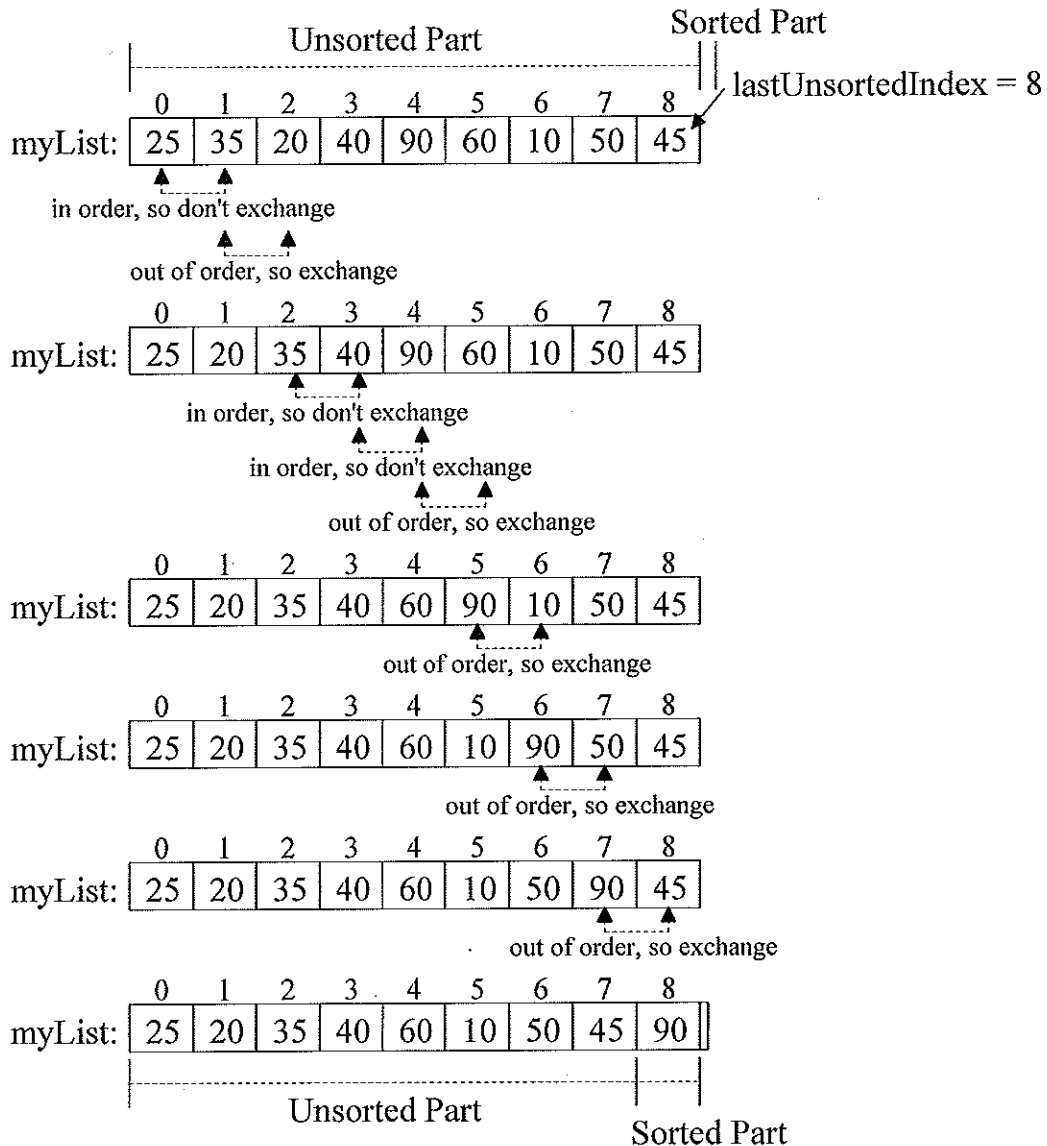 Sorted Part
Unsorted Part
lastUnsortedIndex = 8
0 1 2 3 4 5 6 7 8
myList: 25 35 20 40 90 60 10 50 45
in order, so don't exchange
out of order, so exchange
0 1 2 3 4 5 6 7 8
myList: 25 20 35 40 90 60 10 50 45
in order, so don't exchange
in order, so don't exchange
out of order, so exchange
0 1 2 3 4 5 6 7 8
myList: 25 20 35 40 60 90 10 50 45
out of order, so exchange
0 1 2 3 4 5 6 7 8
myList: 25 20 35 40 60 10 90 50 45
out of order, so exchange
0 1 2 3 4 5 6 7 8
myList: 25 20 35 40 60 10 50 90 45
out of order, so exchange
0 1 2 3 4 5 6 7 8
myList: 25 20 35 40 60 10 50 45 90
Unsorted Part
Sorted Part